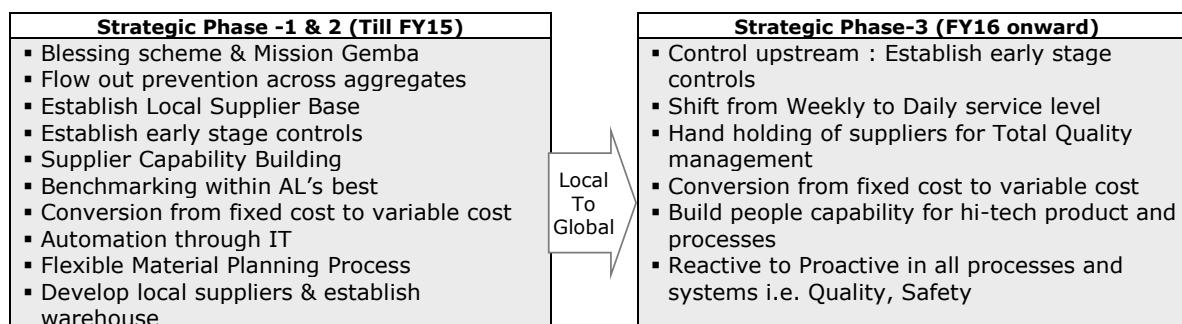 Strategic Phase -1 & 2 (Till FY15)
▪ Blessing scheme & Mission Gemba
▪ Flow out prevention across aggregates
▪ Establish Local Supplier Base
▪ Establish early stage controls
▪ Supplier Capability Building
▪ Benchmarking within AL’s best
▪ Conversion from fixed cost to variable cost
▪ Automation through IT
▪ Flexible Material Planning Process
▪ Develop local suppliers & establish
warehouse
Local
To
Global
Strategic Phase-3 (FY16 onward)
▪ Control upstream : Establish early stage
controls
▪ Shift from Weekly to Daily service level
▪ Hand holding of suppliers for Total Quality
management
▪ Conversion from fixed cost to variable cost
▪ Build people capability for hi-tech product and
processes
▪ Reactive to Proactive in all processes and
systems i.e. Quality, Safety